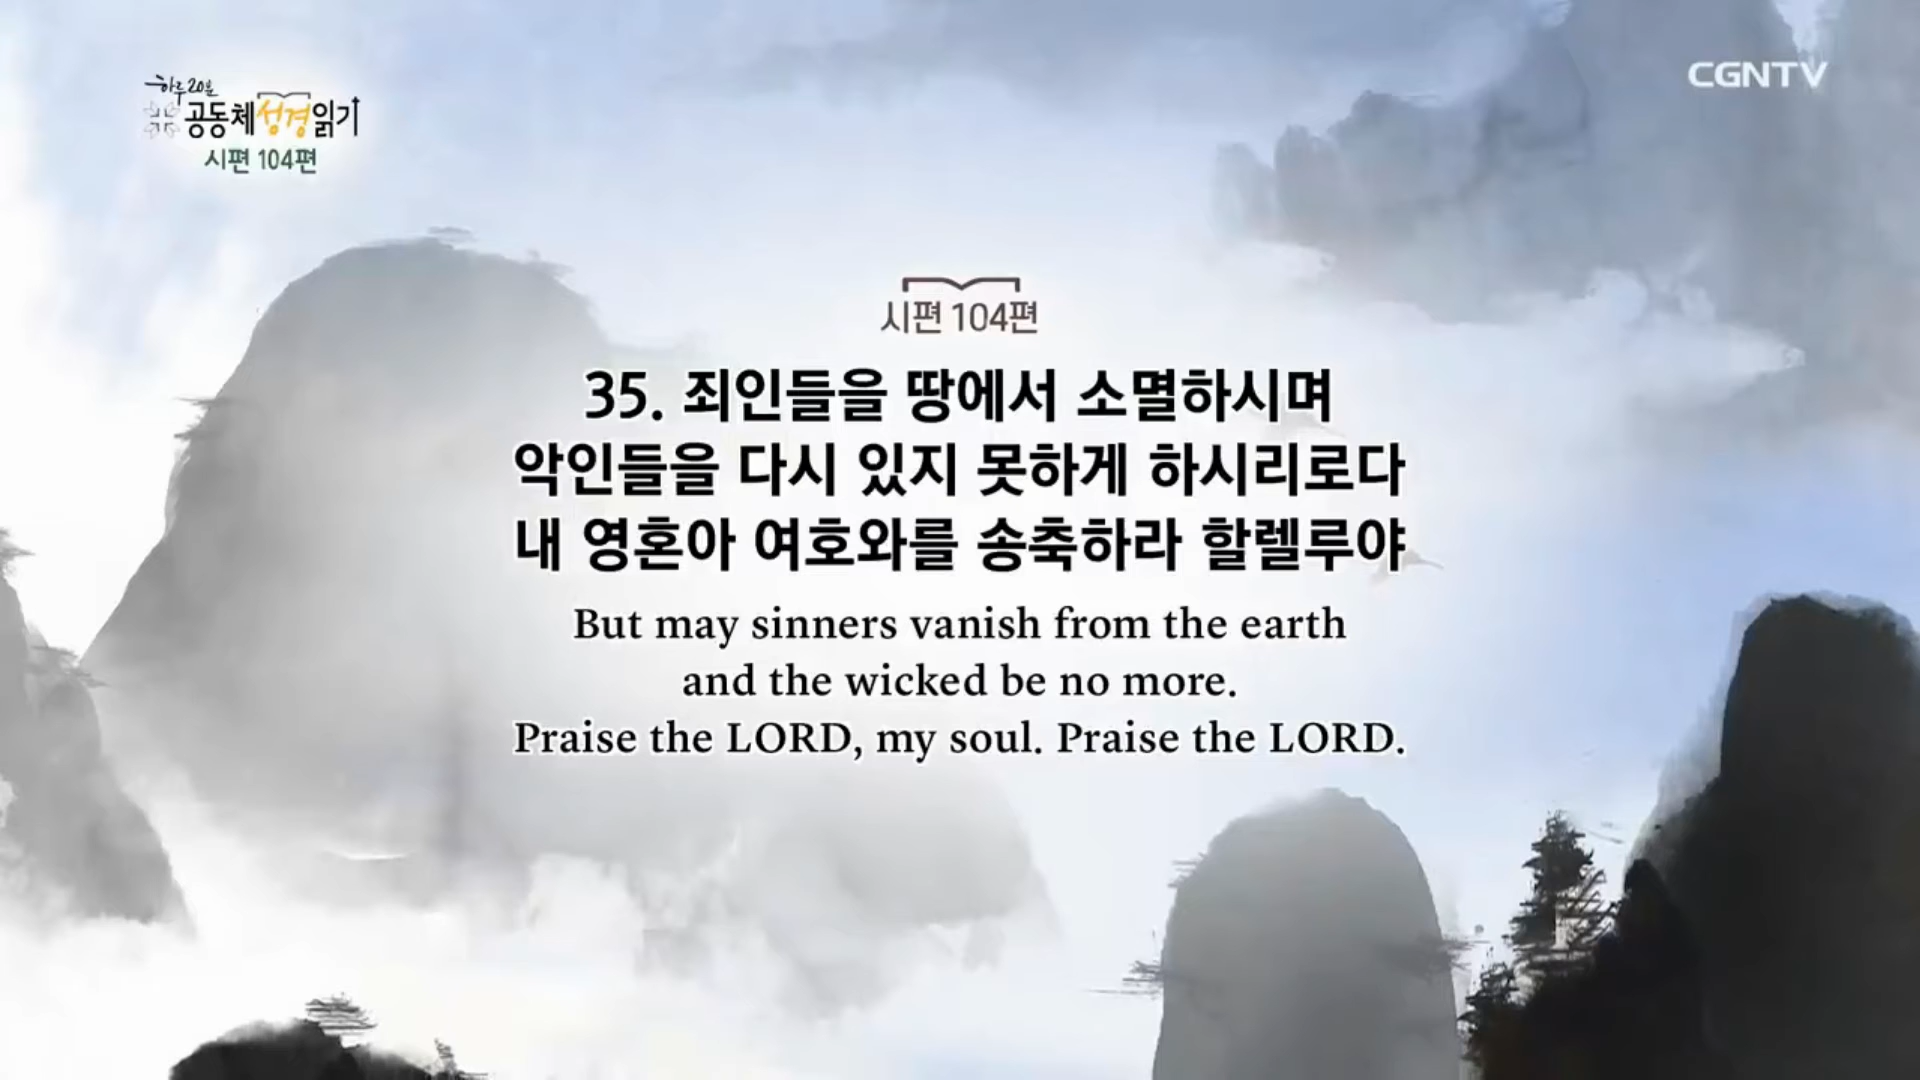 하루 20분
공동체성경읽기
시편 104편
CGNTV
시편 104편
35. 죄인들을 땅에서 소멸하시며
악인들을 다시 있지 못하게 하시리로다
내 영혼아 여호와를 송축하라 할렐루야
But may sinners vanish from the earth
and the wicked be no more.
Praise the LORD, my soul. Praise the LORD.